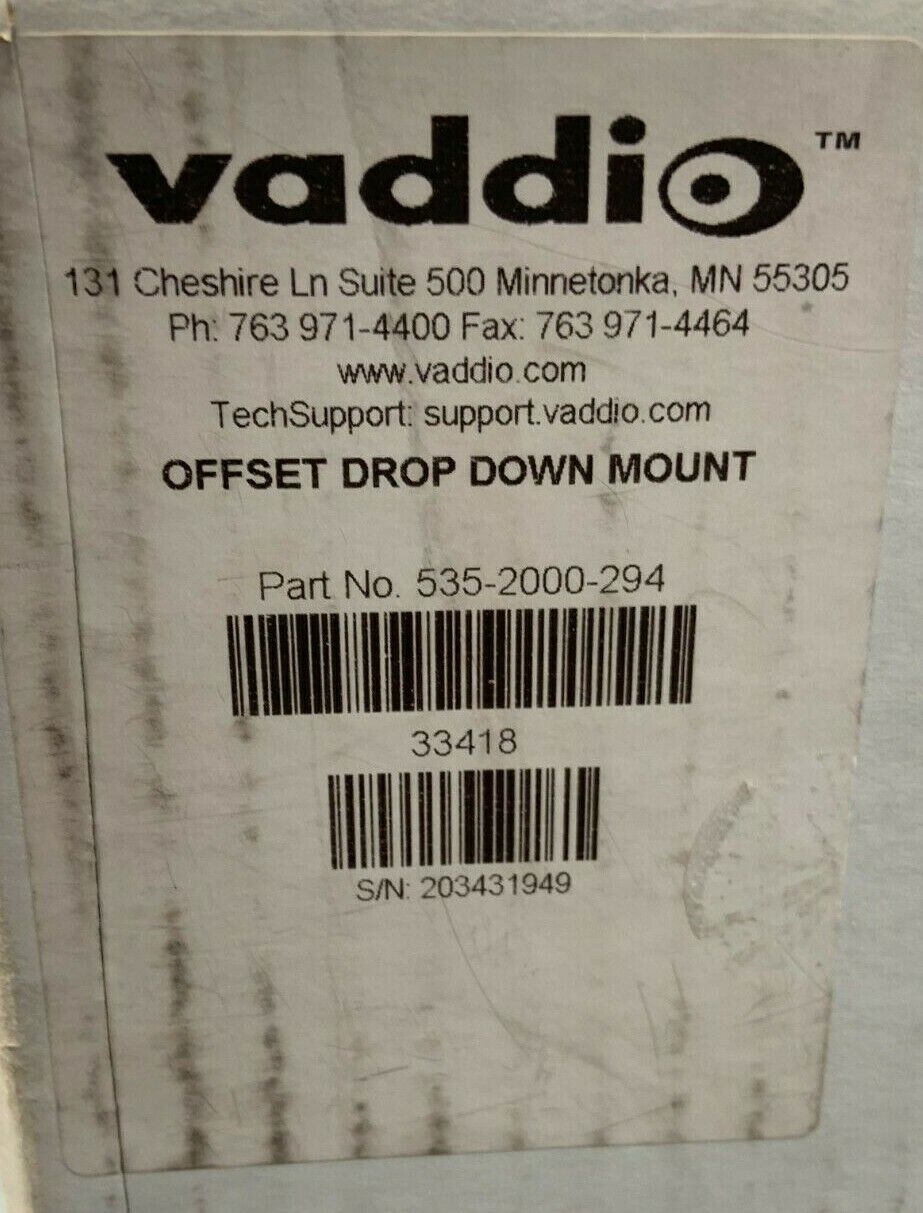 vaddio™
131 Cheshire Ln Suite 500 Minnetonka, MN 55305
Ph: 763 971-4400 Fax: 763 971-4464
www.vaddio.com
TechSupport: support.vaddio.com
OFFSET DROP DOWN MOUNT
Part No. 535-2000-294
33418
S/N: 203431949